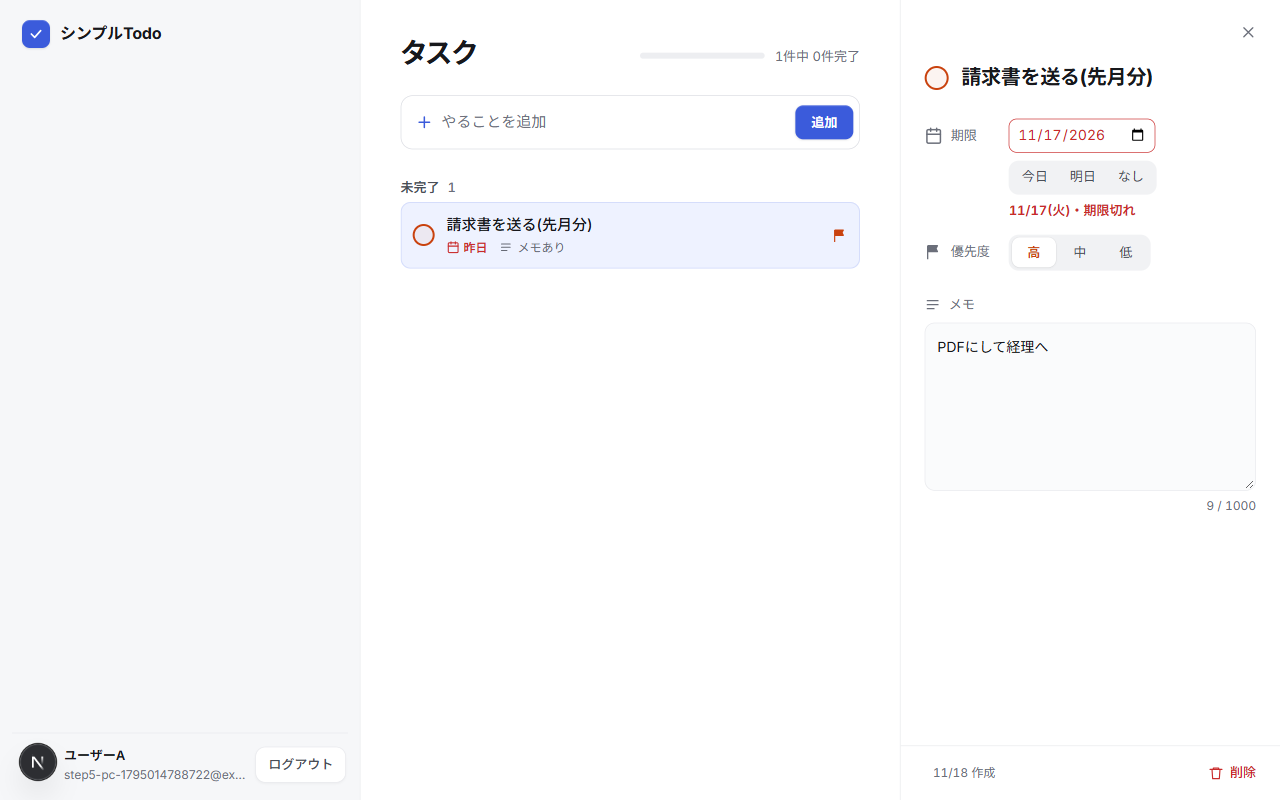 シンプルTodo
タスク
1件中 0件完了
やることを追加
追加
未完了 1
請求書を送る(先月分)
昨日 メモあり
請求書を送る(先月分)
期限
11/17/2026
今日 明日 なし
11/17(火)・期限切れ
優先度
高 中 低
メモ
PDFにして経理へ
9 / 1000
N
ユーザーA
step5-pc-1795014788722@ex...
ログアウト
11/18 作成
削除